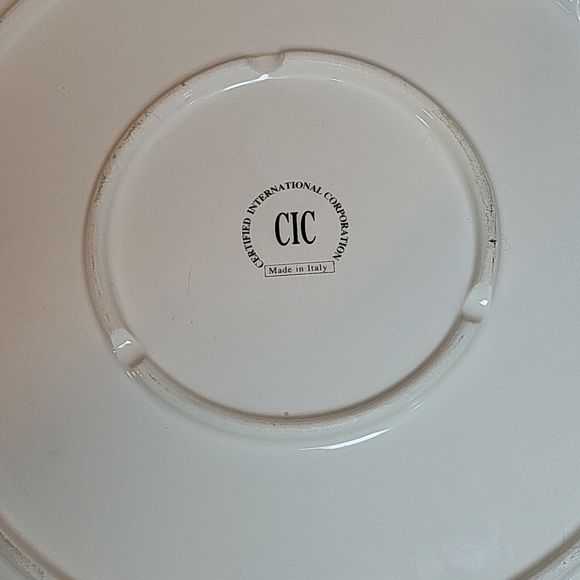 CERTIFIED INTERNATIONAL CORPORATION
CIC
Made in Italy